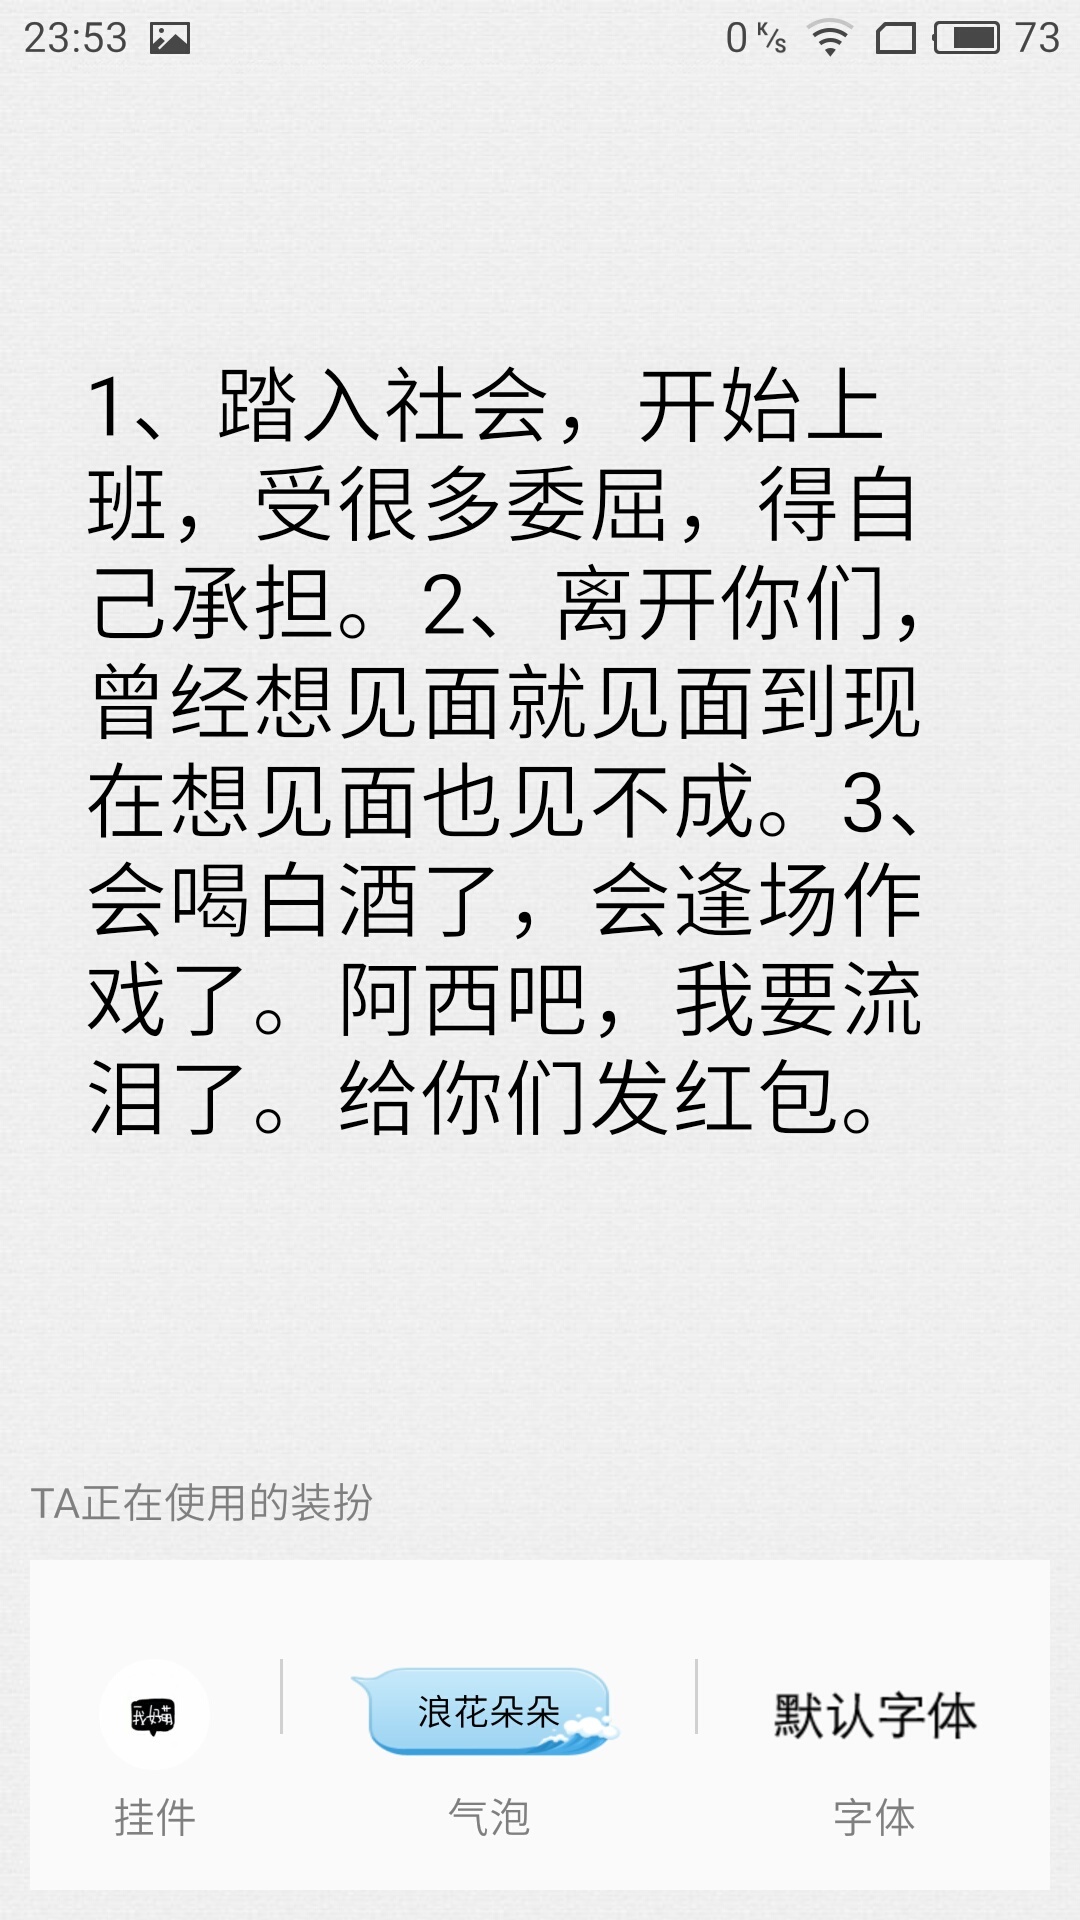 23:53
0 K/s
73
1、踏入社会，开始上
班，受很多委屈，得自
己承担。2、离开你们，
曾经想见面就见面到现
在想见面也见不成。3、
会喝白酒了，会逢场作
戏了。阿西吧，我要流
泪了。给你们发红包。
TA正在使用的装扮
我好萌
浪花朵朵
默认字体
挂件
气泡
字体